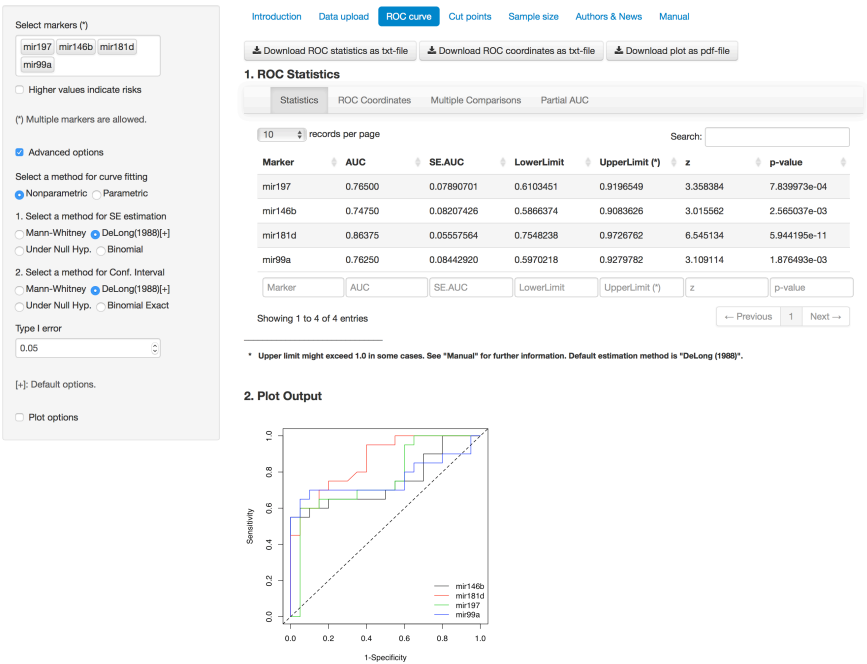 Select markers (*)
mir197 mir146b mir181d
mir99a
Higher values indicate risks
(*) Multiple markers are allowed.
Advanced options
Select a method for curve fitting
Nonparametric Parametric
1. Select a method for SE estimation
Mann-Whitney DeLong(1988)[+]
Under Null Hyp. Binomial
2. Select a method for Conf. Interval
Mann-Whitney DeLong(1988)[+]
Under Null Hyp. Binomial Exact
Type I error
0.05
[+]: Default options.
Plot options
Introduction Data upload ROC curve Cut points Sample size Authors & News Manual
Download ROC statistics as txt-file Download ROC coordinates as txt-file Download plot as pdf-file
1. ROC Statistics
Statistics ROC Coordinates Multiple Comparisons Partial AUC
10 records per page Search:
Marker AUC SE.AUC LowerLimit UpperLimit (*) z p-value
mir197 0.76500 0.07890701 0.6103451 0.9196549 3.358384 7.839973e-04
mir146b 0.74750 0.08207426 0.5866374 0.9083626 3.015562 2.565037e-03
mir181d 0.86375 0.05557564 0.7548238 0.9726762 6.545134 5.944195e-11
mir99a 0.76250 0.08442920 0.5970218 0.9279782 3.109114 1.876493e-03
Marker AUC SE.AUC LowerLimit UpperLimit (*) z p-value
Showing 1 to 4 of 4 entries ← Previous 1 Next →
* Upper limit might exceed 1.0 in some cases. See "Manual" for further information. Default estimation method is "DeLong (1988)".
2. Plot Output
1.0
0.8
0.6
0.4
0.2
0.0
Sensitivity
mir146b
mir181d
mir197
mir99a
0.0 0.2 0.4 0.6 0.8 1.0
1-Specificity